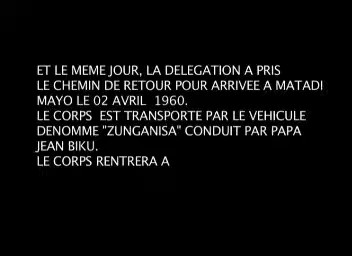 ET LE MEME JOUR, LA DELEGATION A PRIS
LE CHEMIN DE RETOUR POUR ARRIVEE A MATADI
MAYO LE 02 AVRIL  1960.
LE CORPS  EST TRANSPORTE PAR LE VEHICULE
DENOMME "ZUNGANISA" CONDUIT PAR PAPA
JEAN BIKU.
LE CORPS RENTRERA A